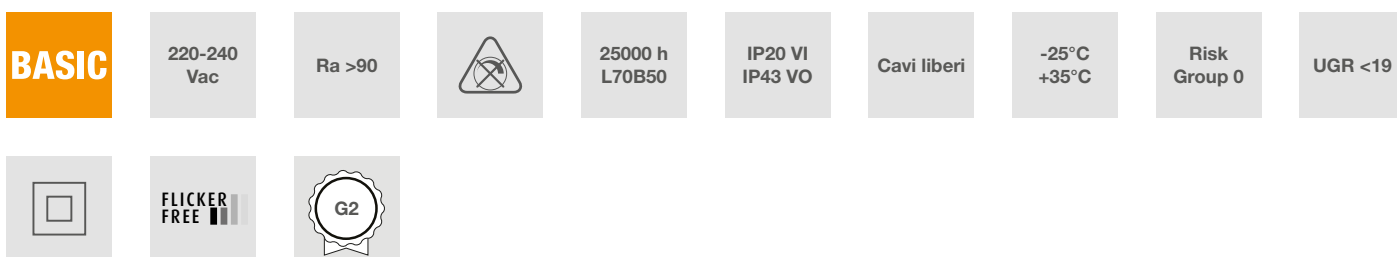 BASIC
220-240
Vac
Ra >90
25000 h
L70B50
IP20 VI
IP43 VO
Cavi liberi
-25°C
+35°C
Risk
Group 0
UGR <19
FLICKER
FREE
G2